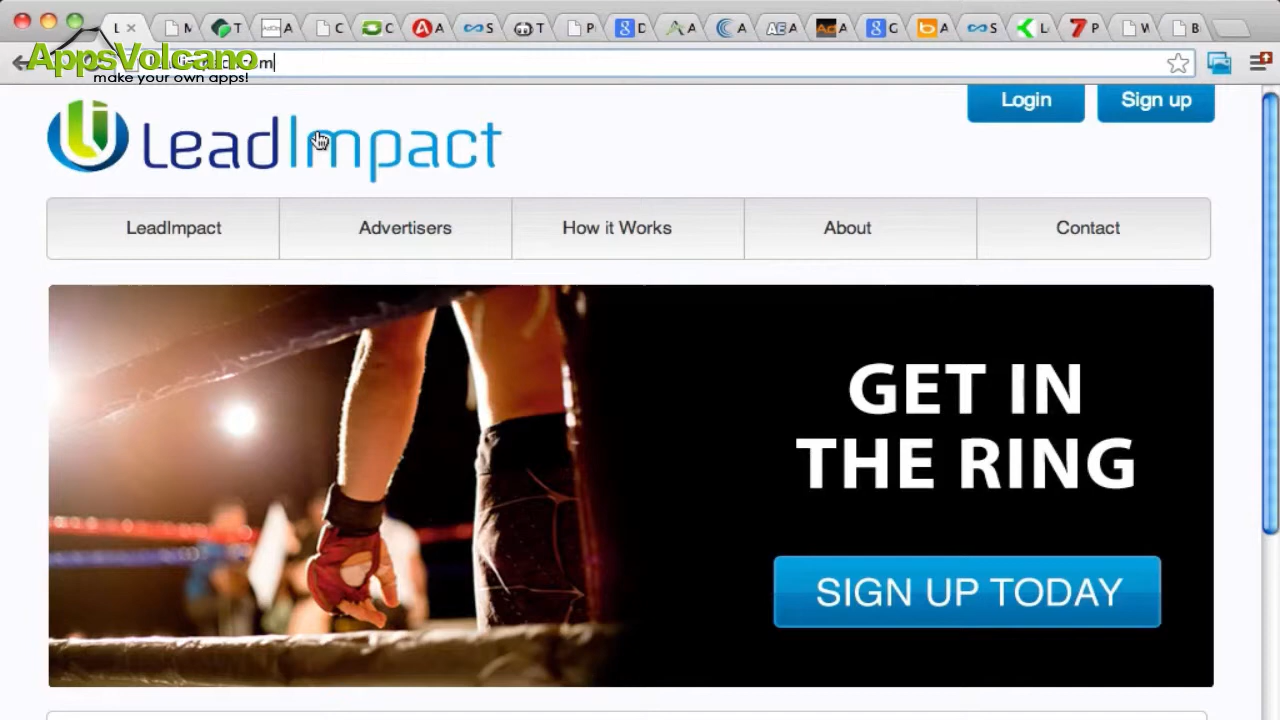 L
M
T
A
C
C
A
S
T
P
D
A
A
A
A
G
A
S
L
P
W
B
AppsVolcano
make your own apps!
Login
Sign up
LeadImpact
LeadImpact
Advertisers
How it Works
About
Contact
GET IN
THE RING
SIGN UP TODAY